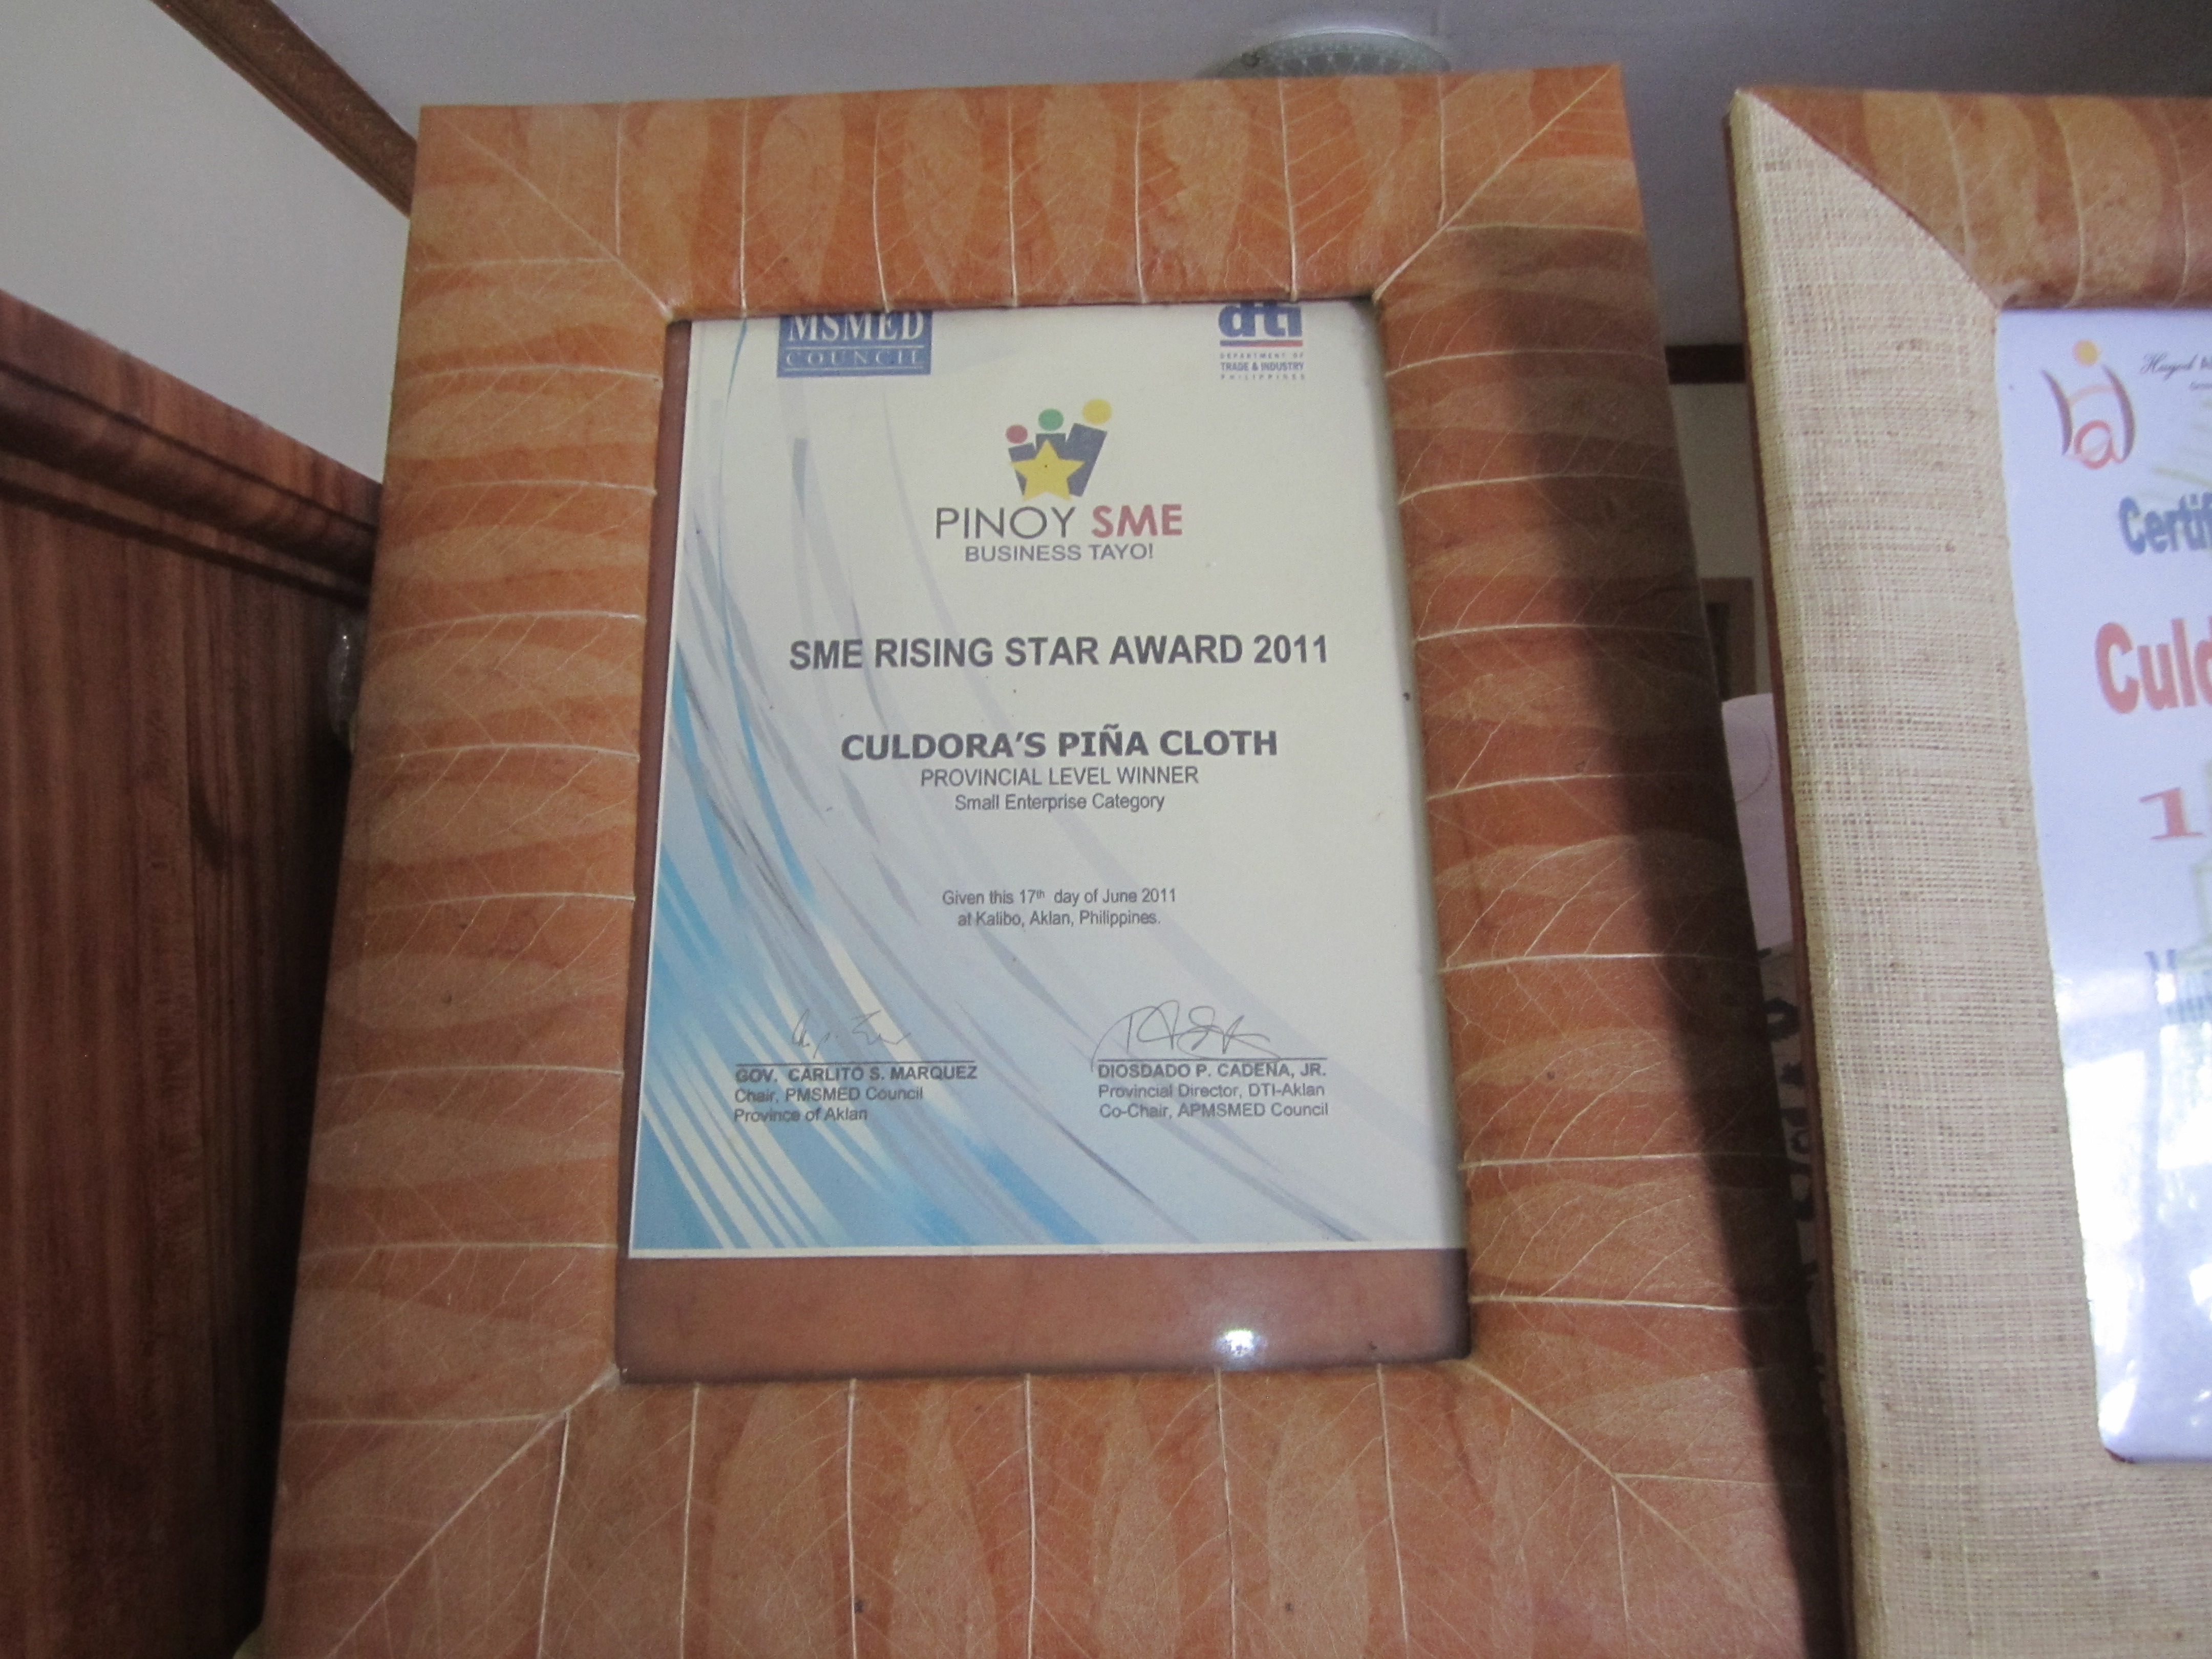 MSMED
COUNCIL
dti
DEPARTMENT OF
TRADE & INDUSTRY
PHILIPPINES
PINOY SME
BUSINESS TAYO!
SME RISING STAR AWARD 2011
CULDORA'S PIÑA CLOTH
PROVINCIAL LEVEL WINNER
Small Enterprise Category
Given this 17th day of June 2011
at Kalibo, Aklan, Philippines.
GOV. CARLITO S. MARQUEZ
Chair, PMSMED Council
Province of Aklan
DIOSDADO P. CADEÑA, JR.
Provincial Director, DTI-Aklan
Co-Chair, APMSMED Council
Certif
Culd
1